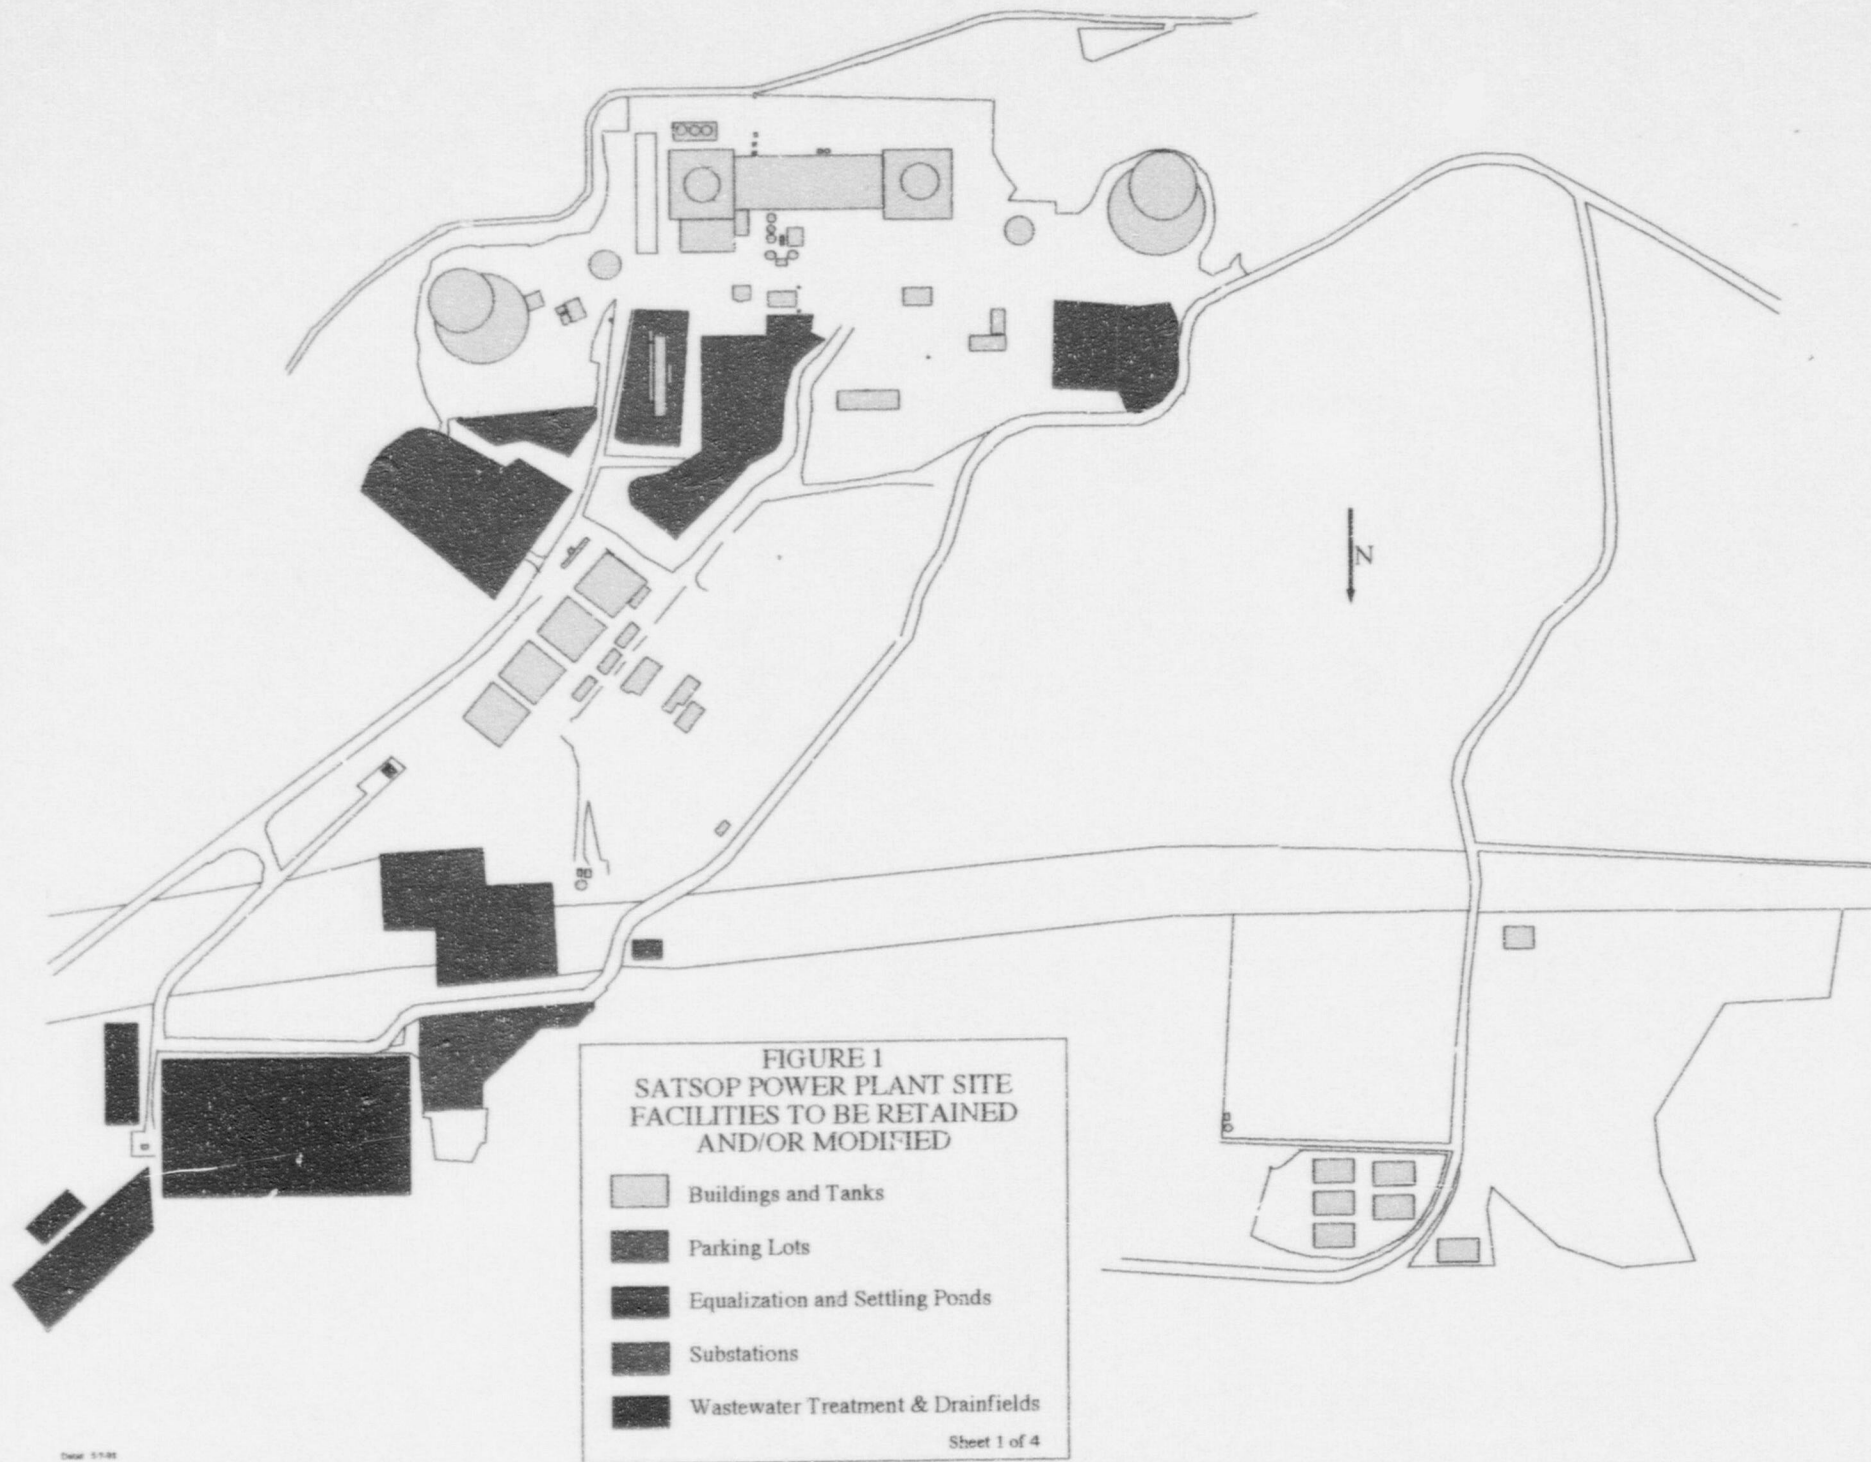 N
FIGURE 1
SATSOP POWER PLANT SITE
FACILITIES TO BE RETAINED
AND/OR MODIFIED
Buildings and Tanks
Parking Lots
Equalization and Settling Ponds
Substations
Wastewater Treatment & Drainfields
Sheet 1 of 4